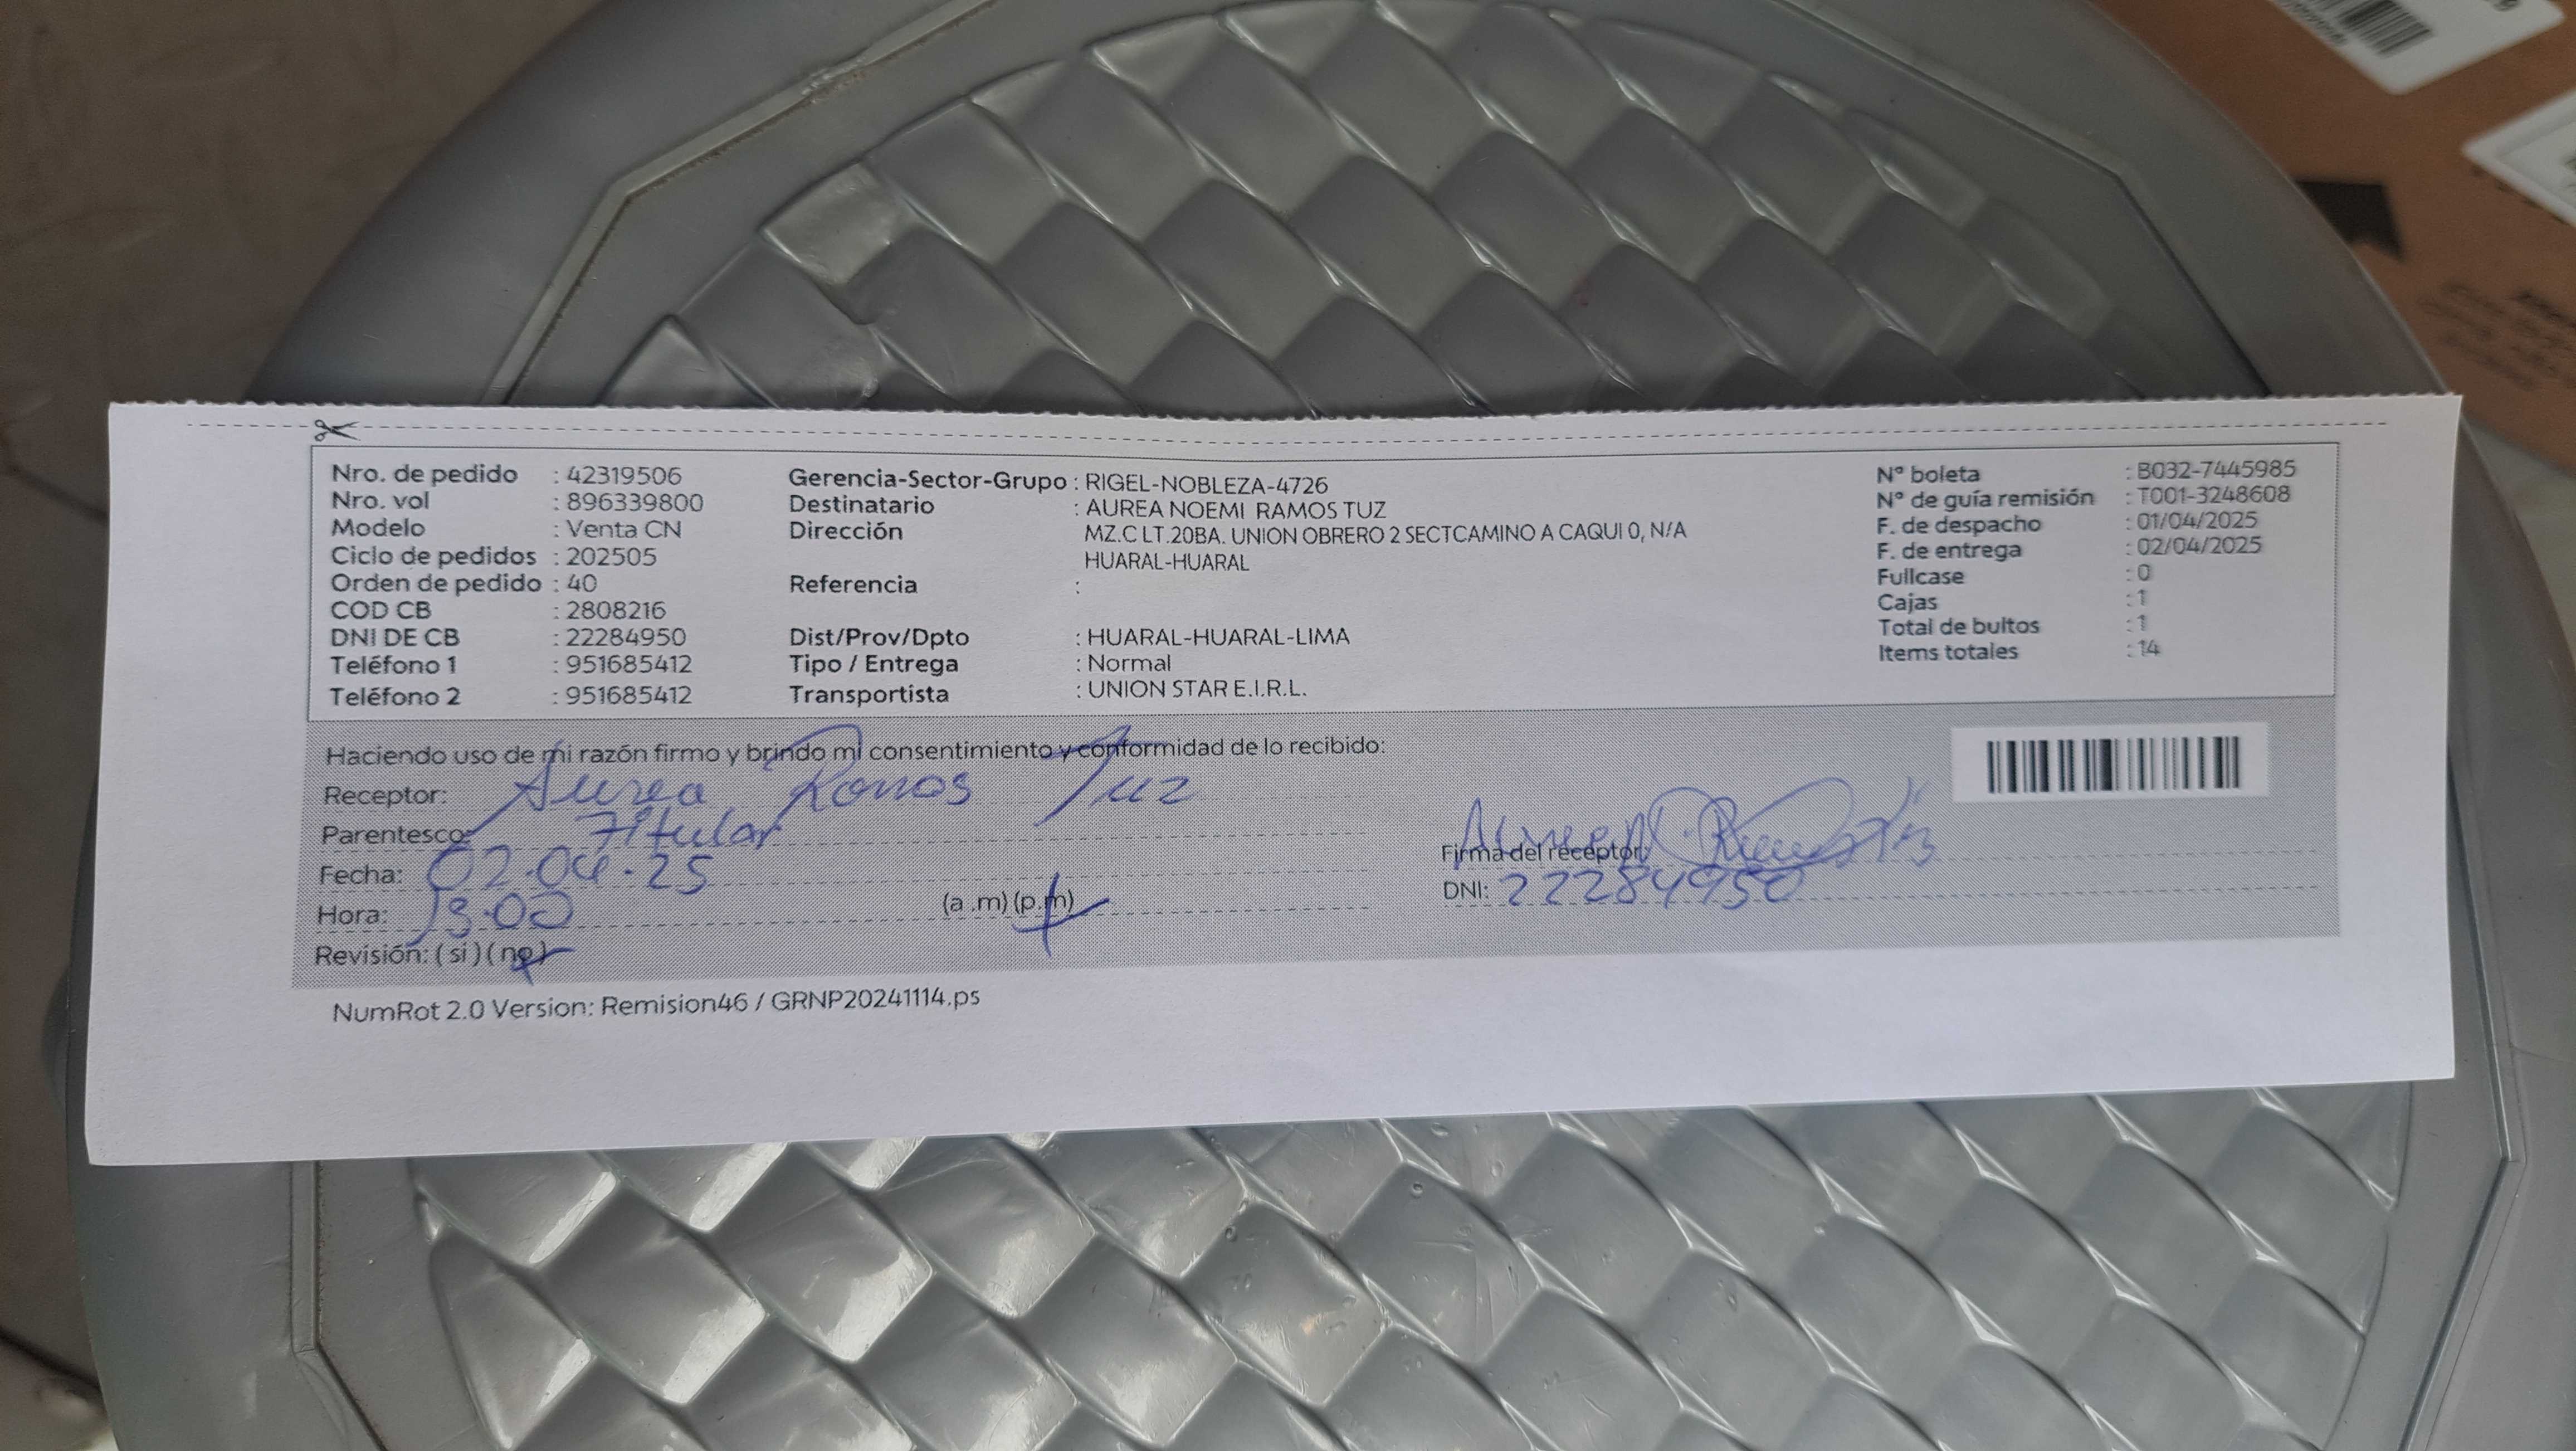 Nro. de pedido : 42319506
Nro. vol : 896339800
Modelo : Venta CN
Ciclo de pedidos : 202505
Orden de pedido : 40
COD CB : 2808216
DNI DE CB : 22284950
Teléfono 1 : 951685412
Teléfono 2 : 951685412
Gerencia-Sector-Grupo : RIGEL-NOBLEZA-4726
Destinatario : AUREA NOEMI RAMOS TUZ
Dirección MZ.C LT.20BA. UNION OBRERO 2 SECTCAMINO A CAQUI 0, N/A
HUARAL-HUARAL
Referencia :
Dist/Prov/Dpto : HUARAL-HUARAL-LIMA
Tipo / Entrega : Normal
Transportista : UNION STAR E.I.R.L.
Nº boleta : B032-7445985
Nº de guía remisión : T001-3248608
F. de despacho : 01/04/2025
F. de entrega : 02/04/2025
Fullcase : 0
Cajas : 1
Total de bultos : 1
Items totales : 14
Haciendo uso de mi razón firmo y brindo mi consentimiento y conformidad de lo recibido:
Receptor: Aurea Ramos Tuz
Parentesco: Titular
Fecha: 02.04.25
Hora: 13.00 (a .m) (p.m)
Revisión: ( si ) ( no )
Firma del receptor:
DNI: 22284950
NumRot 2.0 Version: Remision46 / GRNP20241114.ps